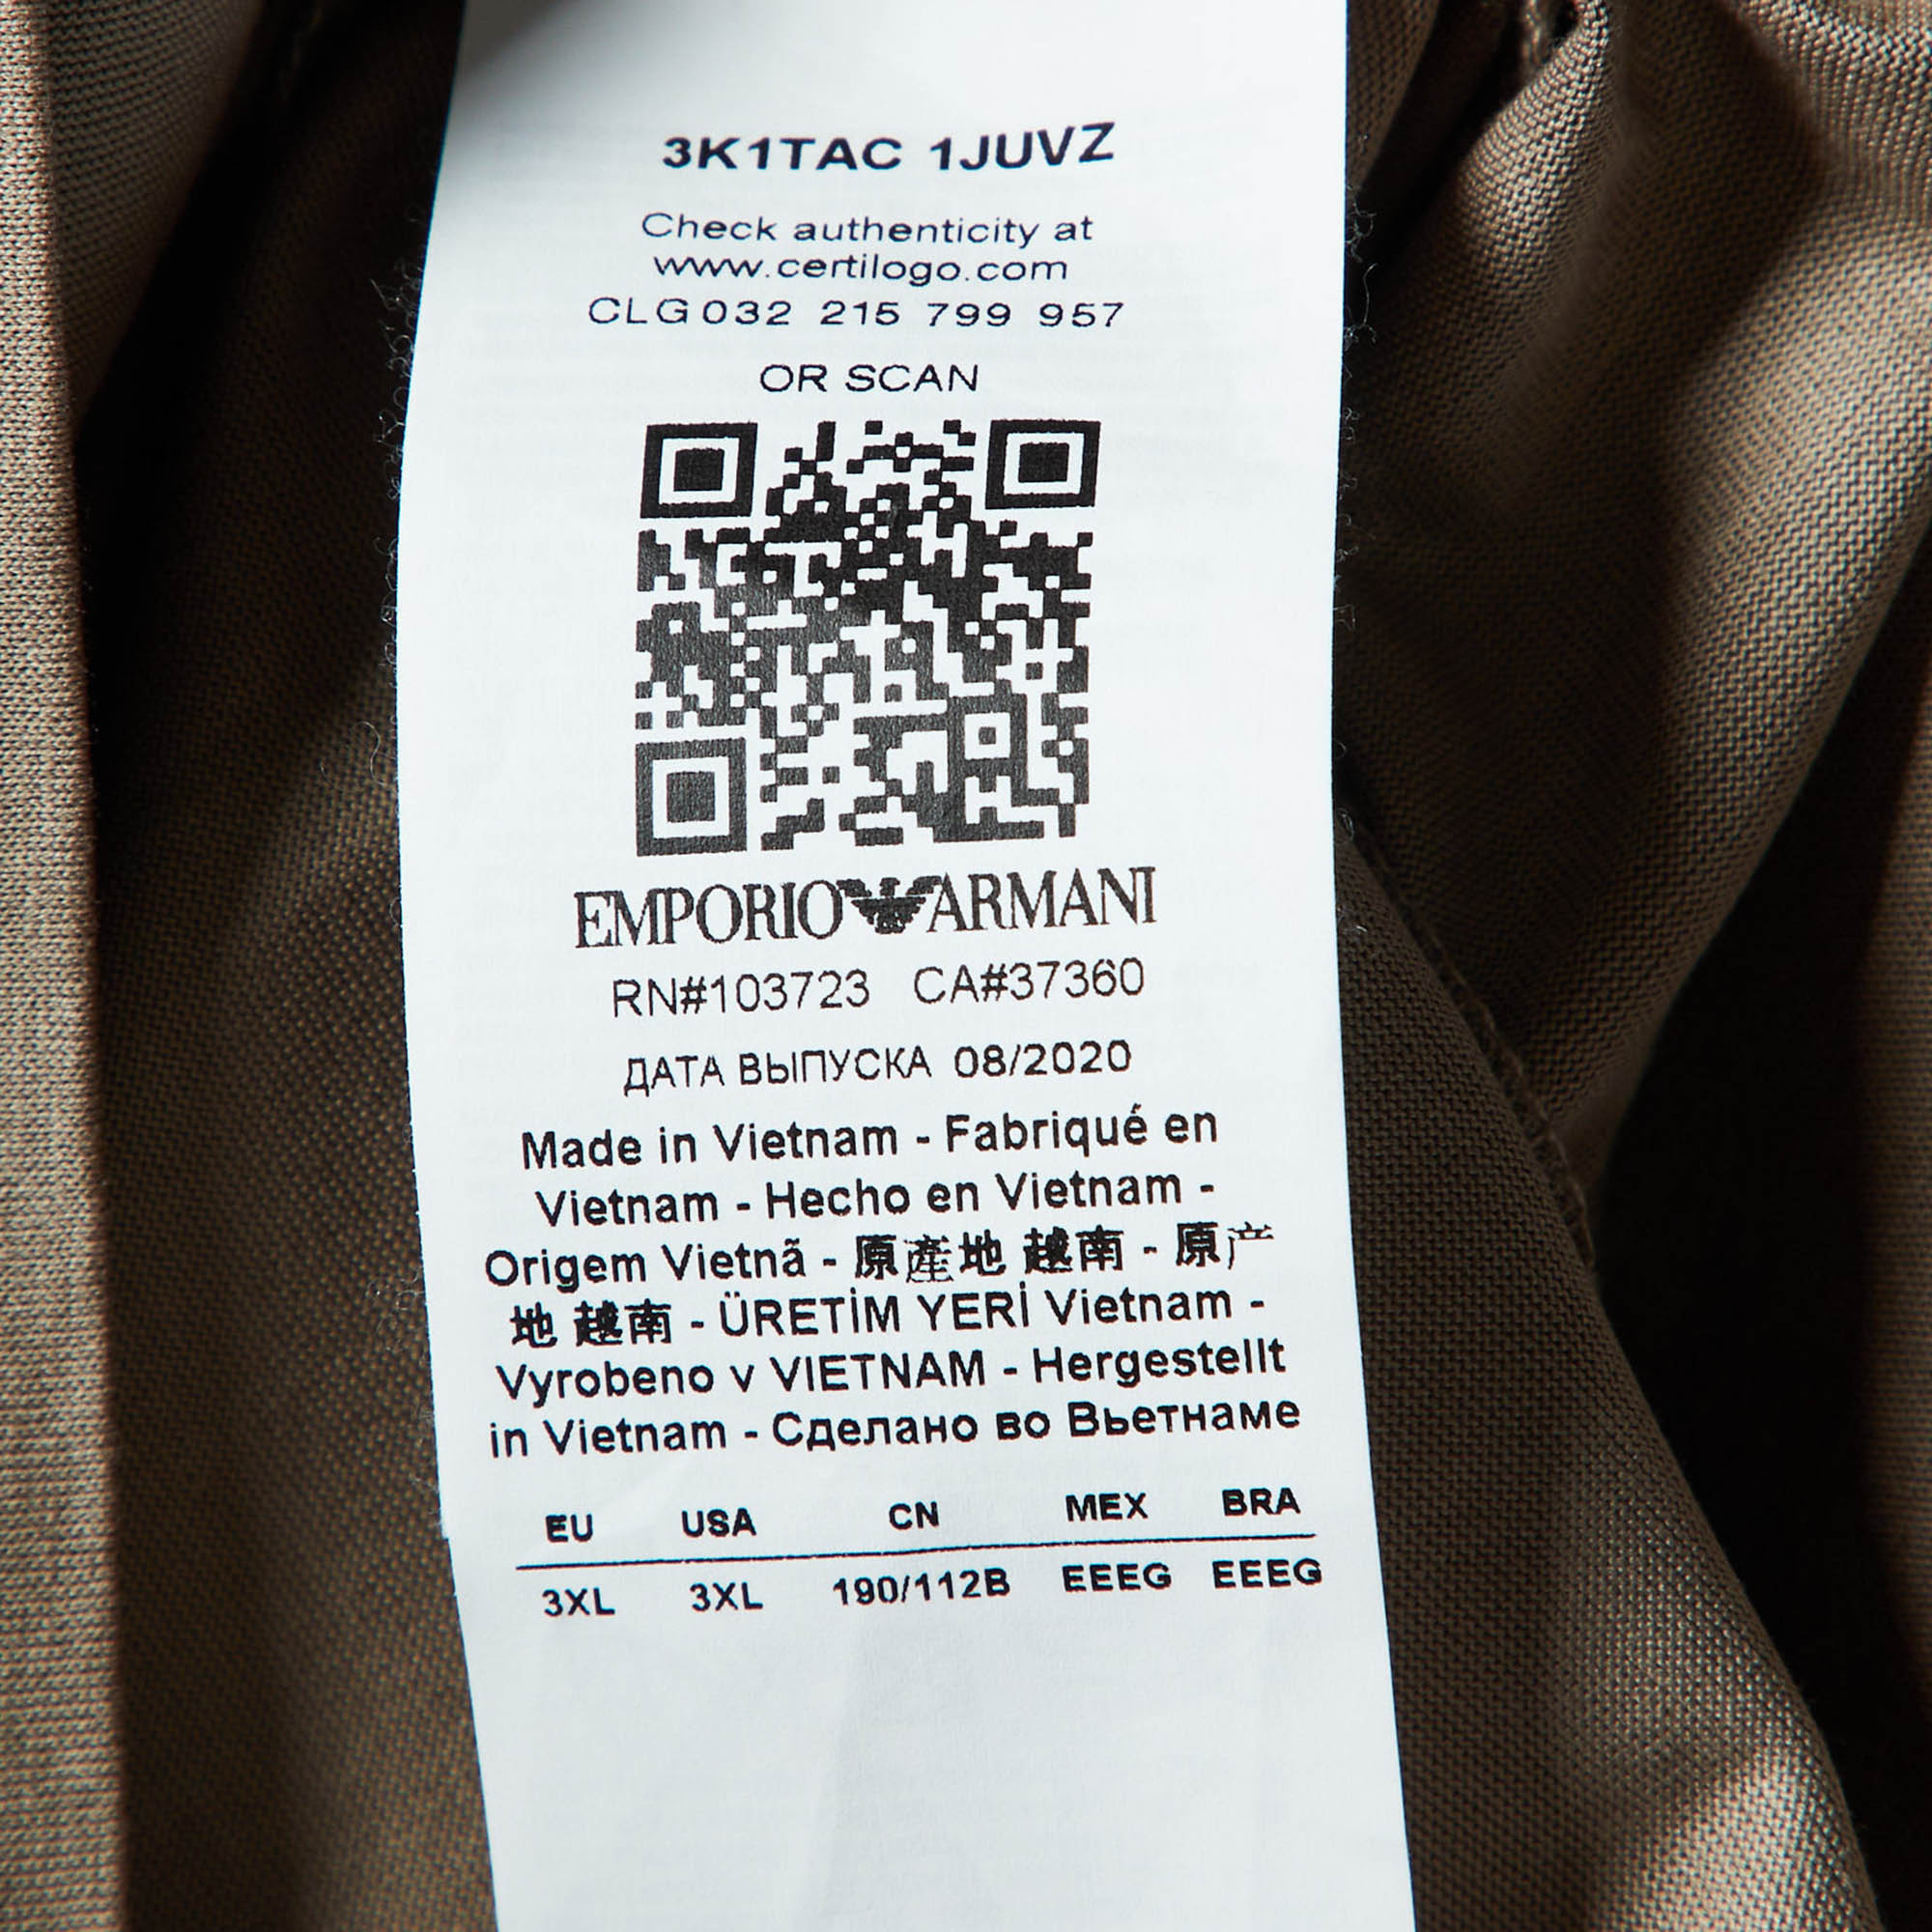 3K1TAC 1JUVZ
Check authenticity at
www.certilogo.com
CLG032 215 799 957
OR SCAN
EMPORIO ARMANI
RN#103723 CA#37360
ДАТА ВЫПУСКА 08/2020
Made in Vietnam - Fabriqué en
Vietnam - Hecho en Vietnam -
Origem Vietnã - 原產地 越南 - 原产
地 越南 - ÜRETİM YERİ Vietnam -
Vyrobeno v VIETNAM - Hergestellt
in Vietnam - Сделано во Вьетнаме
EU USA CN MEX BRA
3XL 3XL 190/112B EEEG EEEG